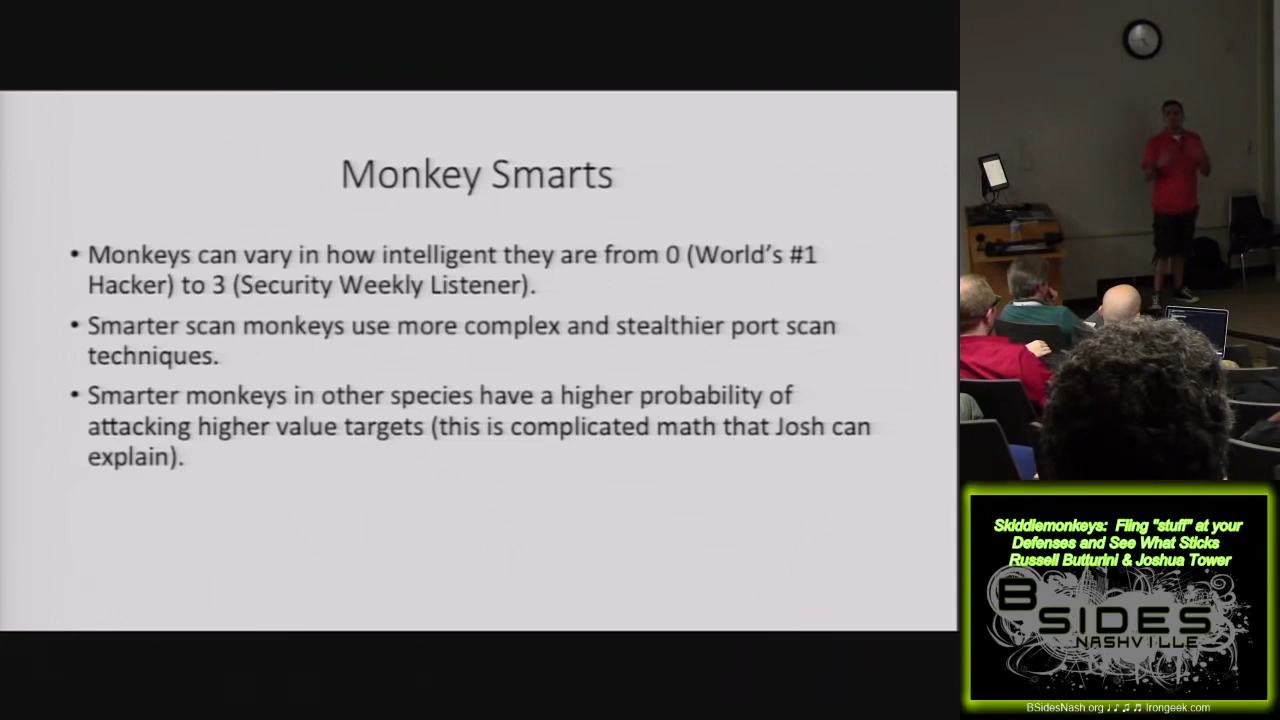 Monkey Smarts
• Monkeys can vary in how intelligent they are from 0 (World's #1
Hacker) to 3 (Security Weekly Listener).
• Smarter scan monkeys use more complex and stealthier port scan
techniques.
• Smarter monkeys in other species have a higher probability of
attacking higher value targets (this is complicated math that Josh can
explain).
Skiddiemonkeys: Fling "stuff" at your
Defenses and See What Sticks
Russell Butturini & Joshua Tower
BSIDES
NASHVILLE
BSidesNash.org ♩♪♫♬ Irongeek.com